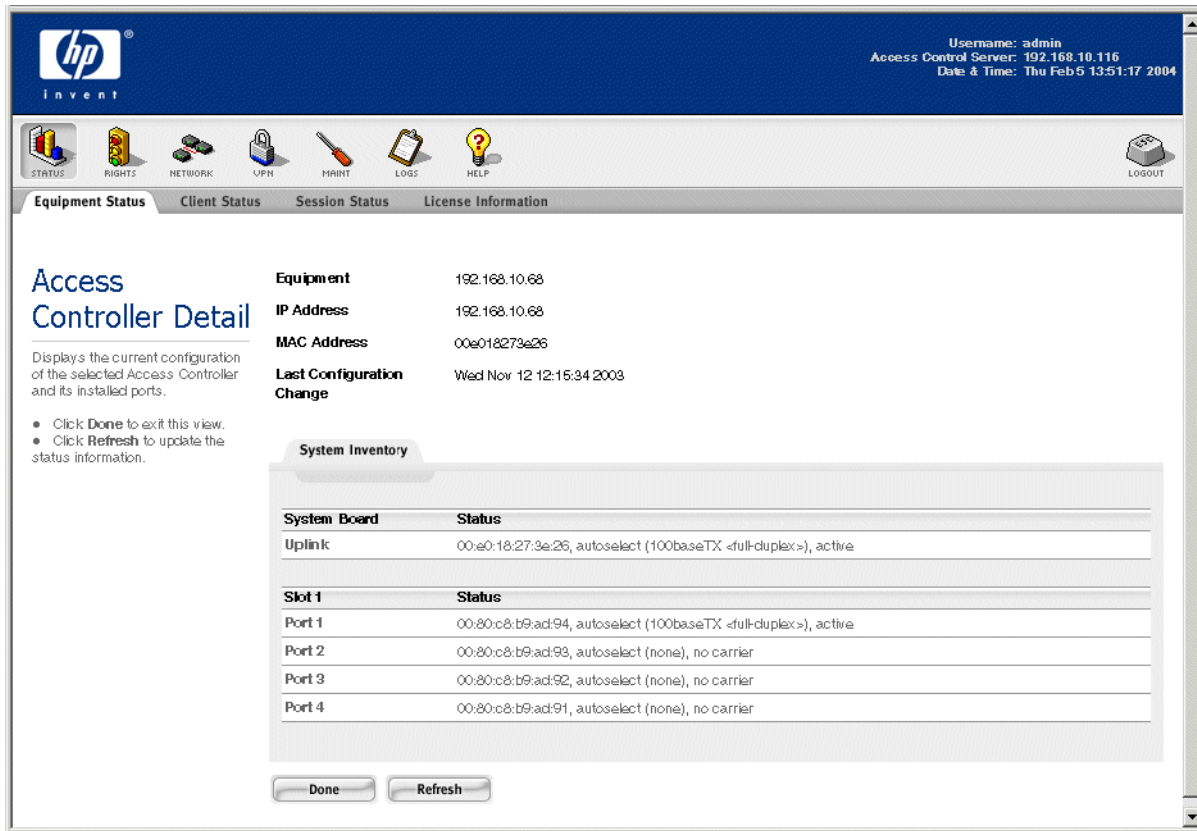 hp
®
invent
Username: admin
Access Control Server: 192.168.10.116
Date & Time: Thu Feb 5 13:51:17 2004
STATUS RIGHTS NETWORK VPN MAINT LOGS HELP LOGOUT
Equipment Status Client Status Session Status License Information
Access
Controller Detail
Displays the current configuration
of the selected Access Controller
and its installed ports.
● Click Done to exit this view.
● Click Refresh to update the
status information.
Equipment 192.168.10.68
IP Address 192.168.10.68
MAC Address 00e018273e26
Last Configuration Wed Nov 12 12:15:34 2003
Change
System Inventory
System Board Status
Uplink 00:e0:18:27:3e:26, autoselect (100baseTX <full-duplex>), active
Slot 1 Status
Port 1 00:80:c8:b9:ad:94, autoselect (100baseTX <full-duplex>), active
Port 2 00:80:c8:b9:ad:93, autoselect (none), no carrier
Port 3 00:80:c8:b9:ad:92, autoselect (none), no carrier
Port 4 00:80:c8:b9:ad:91, autoselect (none), no carrier
Done Refresh